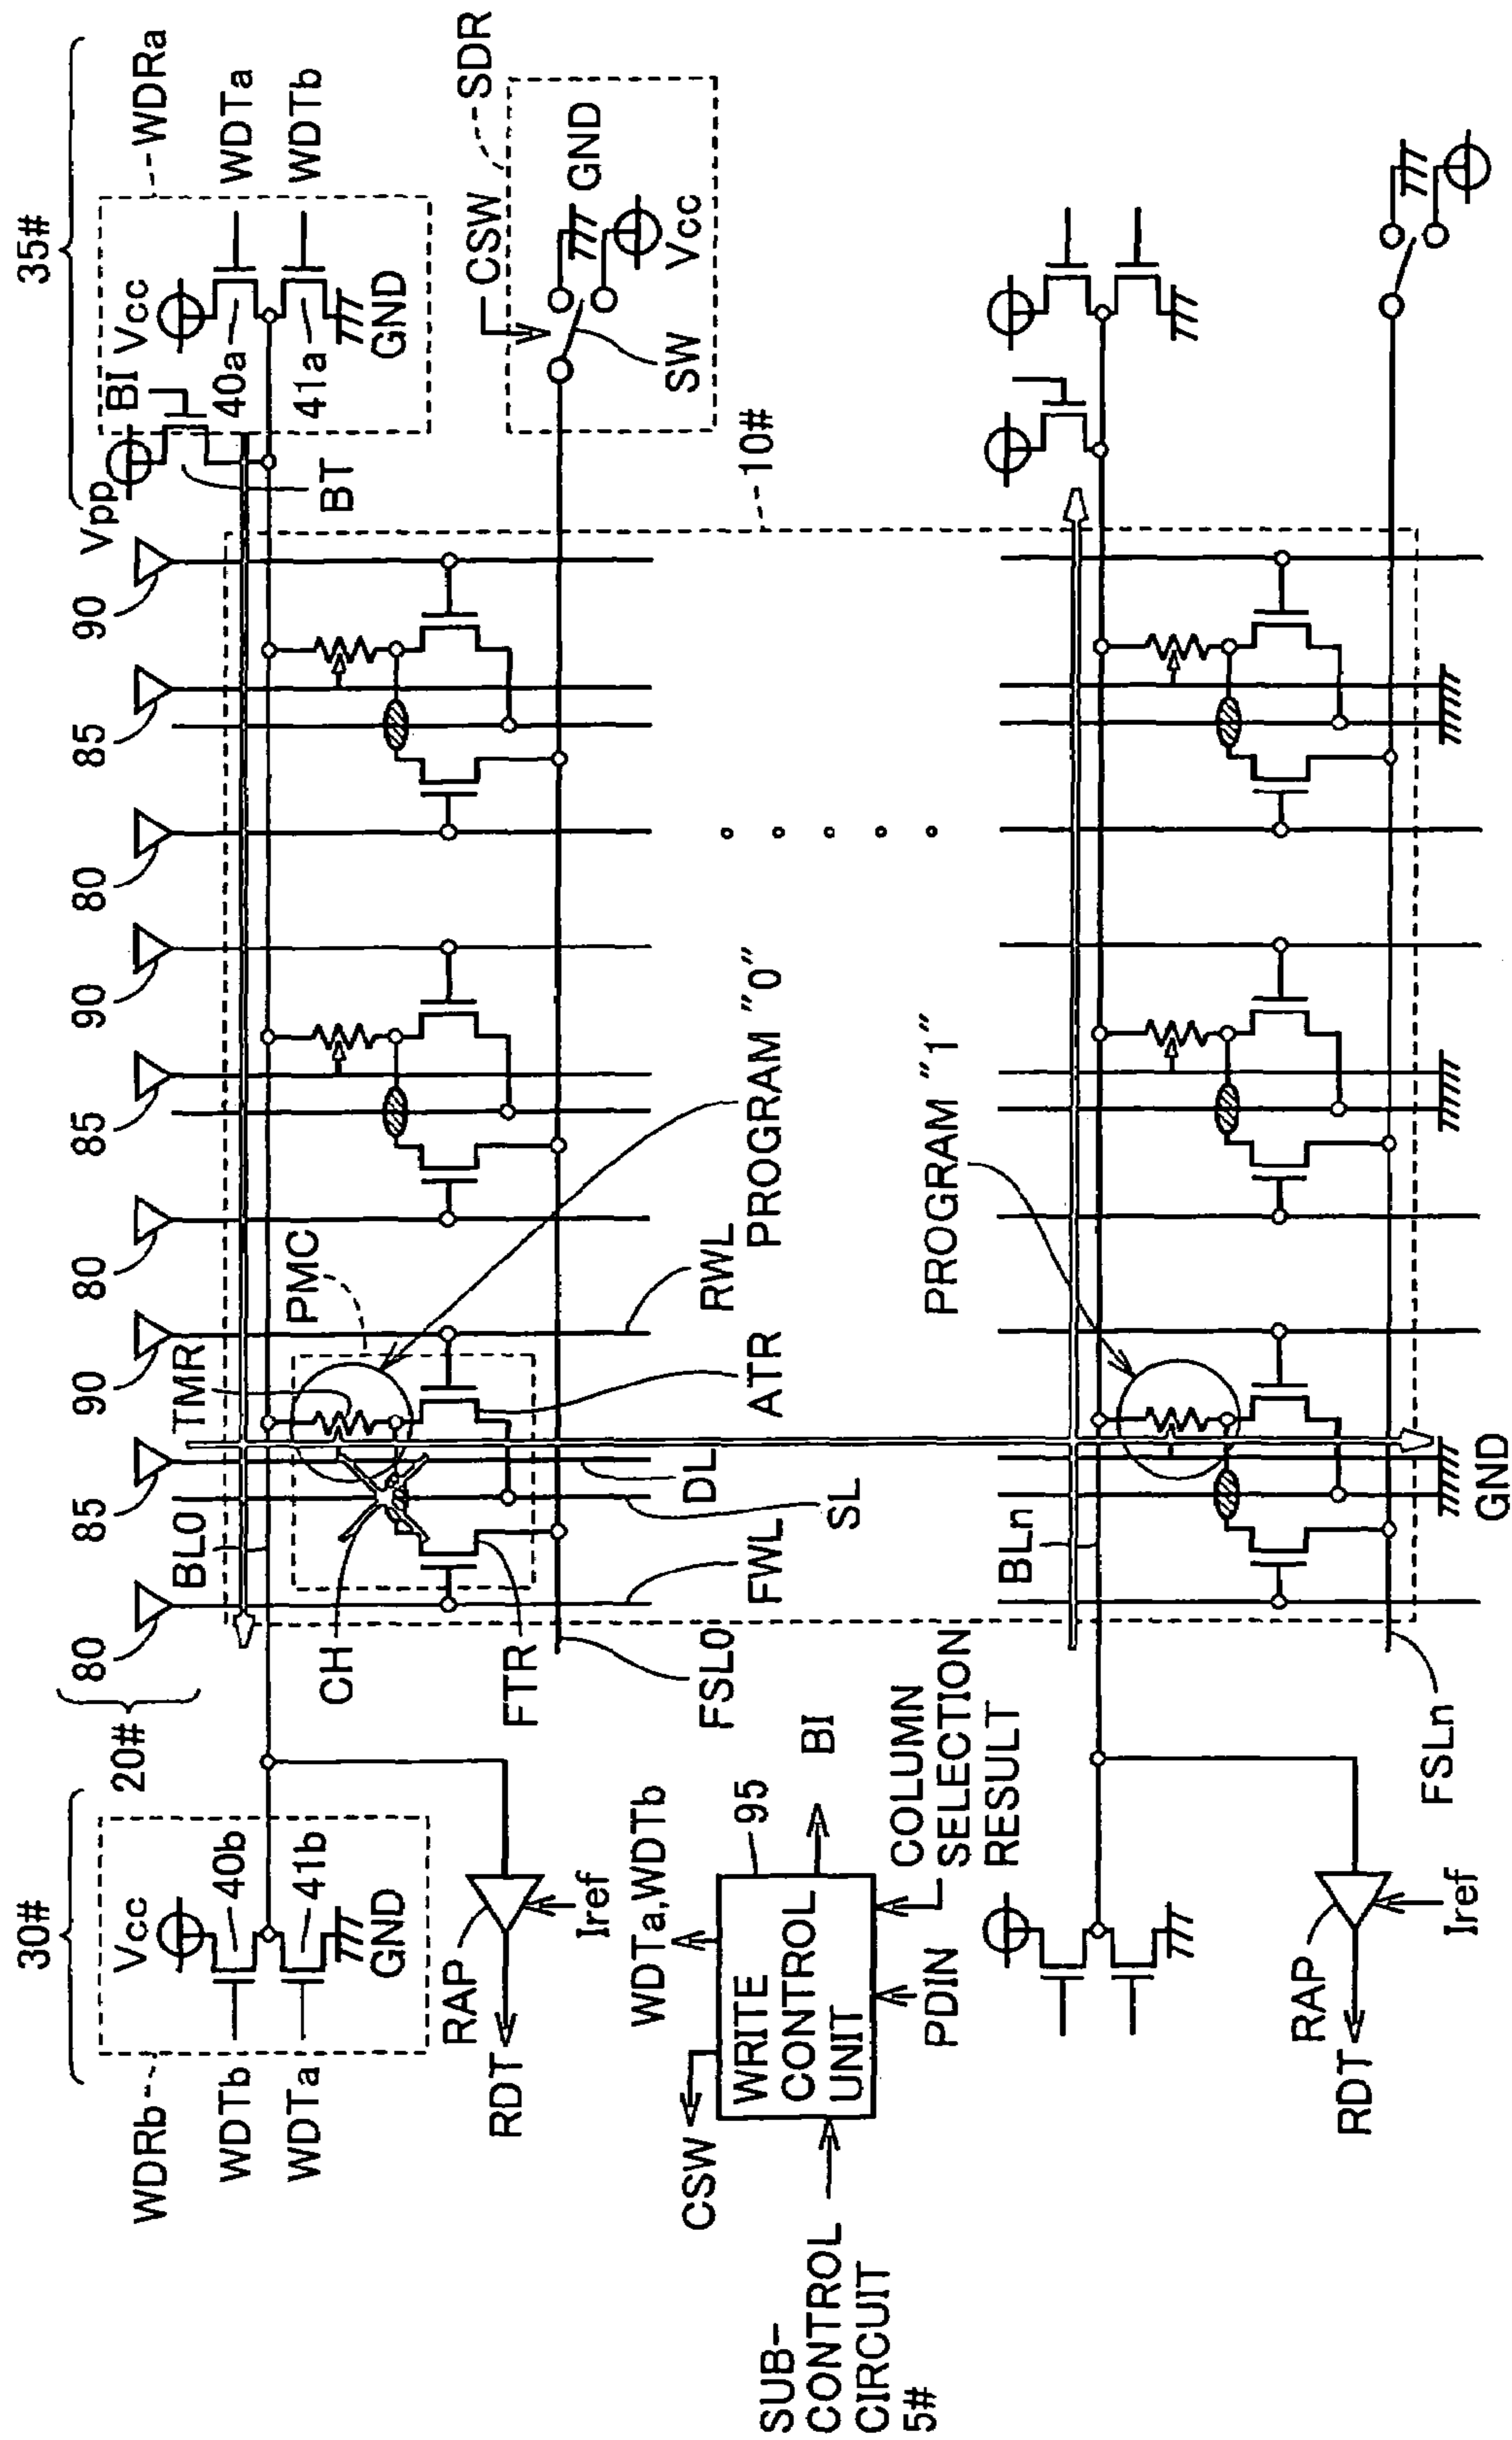 30#
Vcc
40b
41b
GND
WDRb
WDTb
WDTa
RAP
RDT
Iref
20#
80
85
90
80
85
90
80
85
90
BL0
TMR
PMC
CH
FTR
FSL0
FWL
SL
DL
ATR
RWL
PROGRAM "0"
10#
35#
Vpp
BI
Vcc
BT
40a
41a
GND
WDRa
WDTa
WDTb
CSW
SDR
GND
Vcc
SW
SUB-
CONTROL
CIRCUIT
5#
CSW
WDTa,WDTb
95
WRITE
CONTROL
UNIT
BI
PDIN
COLUMN
SELECTION
RESULT
BLn
PROGRAM "1"
RAP
RDT
Iref
FSLn
GND